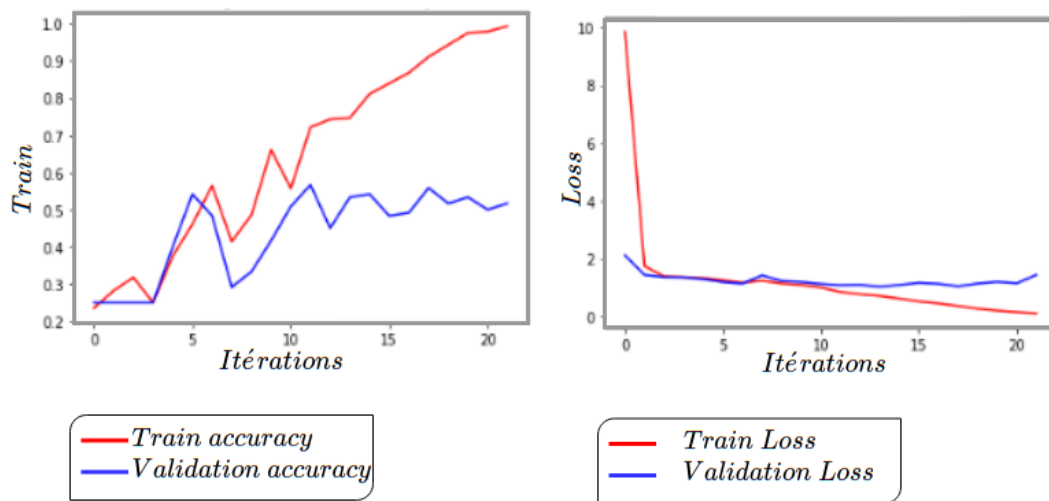 1.0
0.9
0.8
0.7
0.6
0.5
0.4
0.3
0.2
Train
0 5 10 15 20
Itérations
Train accuracy
Validation accuracy
10
8
6
4
2
0
Loss
0 5 10 15 20
Itérations
Train Loss
Validation Loss